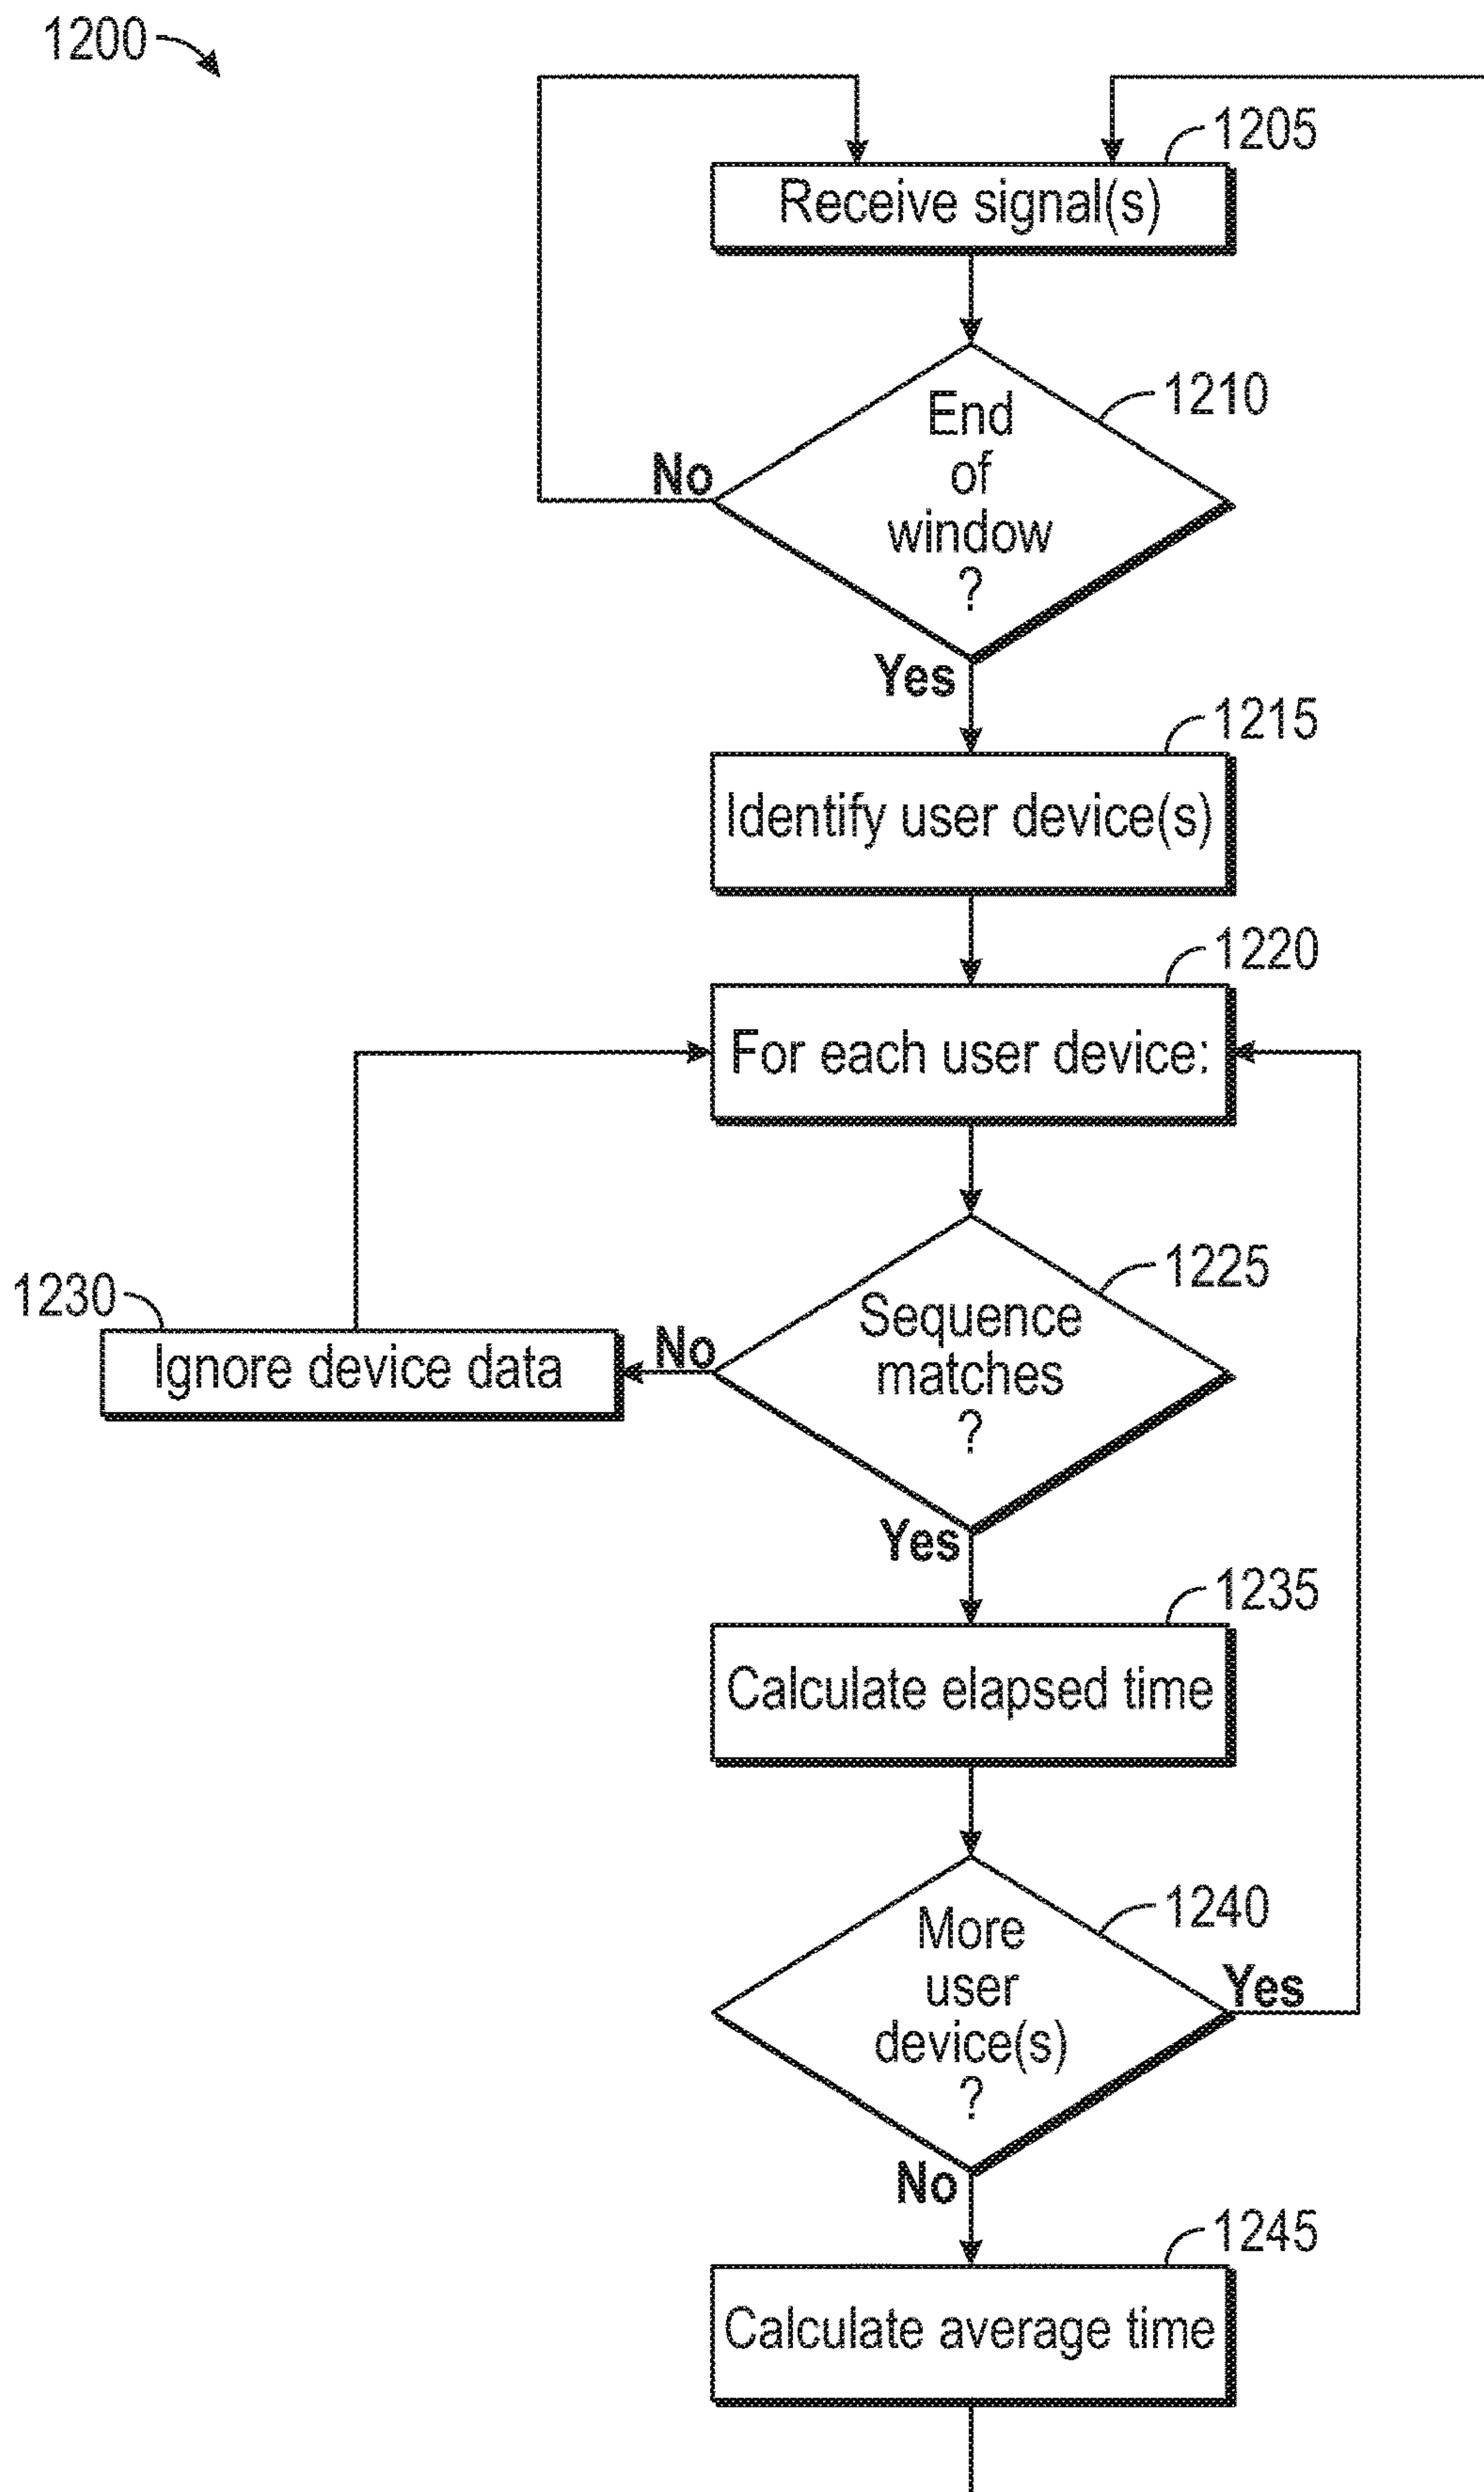 1200
1205
Receive signal(s)
1210
End
of
window
?
No
Yes
1215
Identify user device(s)
1220
For each user device:
1225
Sequence
matches
?
1230
No
Ignore device data
Yes
1235
Calculate elapsed time
1240
More
user
device(s)
?
Yes
No
1245
Calculate average time